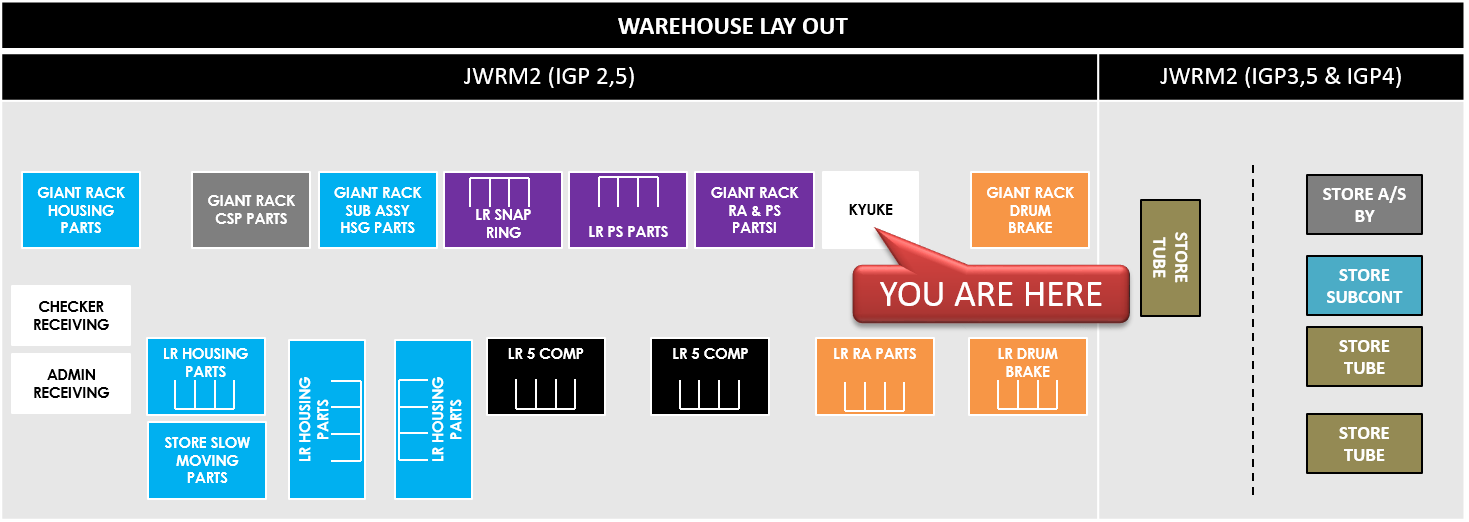 WAREHOUSE LAY OUT
JWRM2 (IGP 2,5)
JWRM2 (IGP3,5 & IGP4)
GIANT RACK
HOUSING
PARTS
GIANT RACK
CSP PARTS
GIANT RACK
SUB ASSY
HSG PARTS
LR SNAP
RING
LR PS PARTS
GIANT RACK
RA & PS
PARTSI
KYUKE
GIANT RACK
DRUM
BRAKE
STORE
TUBE
STORE A/S
BY
YOU ARE HERE
STORE
SUBCONT
CHECKER
RECEIVING
ADMIN
RECEIVING
LR HOUSING
PARTS
LR HOUSING
PARTS
LR HOUSING
PARTS
LR 5 COMP
LR 5 COMP
LR RA PARTS
LR DRUM
BRAKE
STORE
TUBE
STORE SLOW
MOVING
PARTS
STORE
TUBE